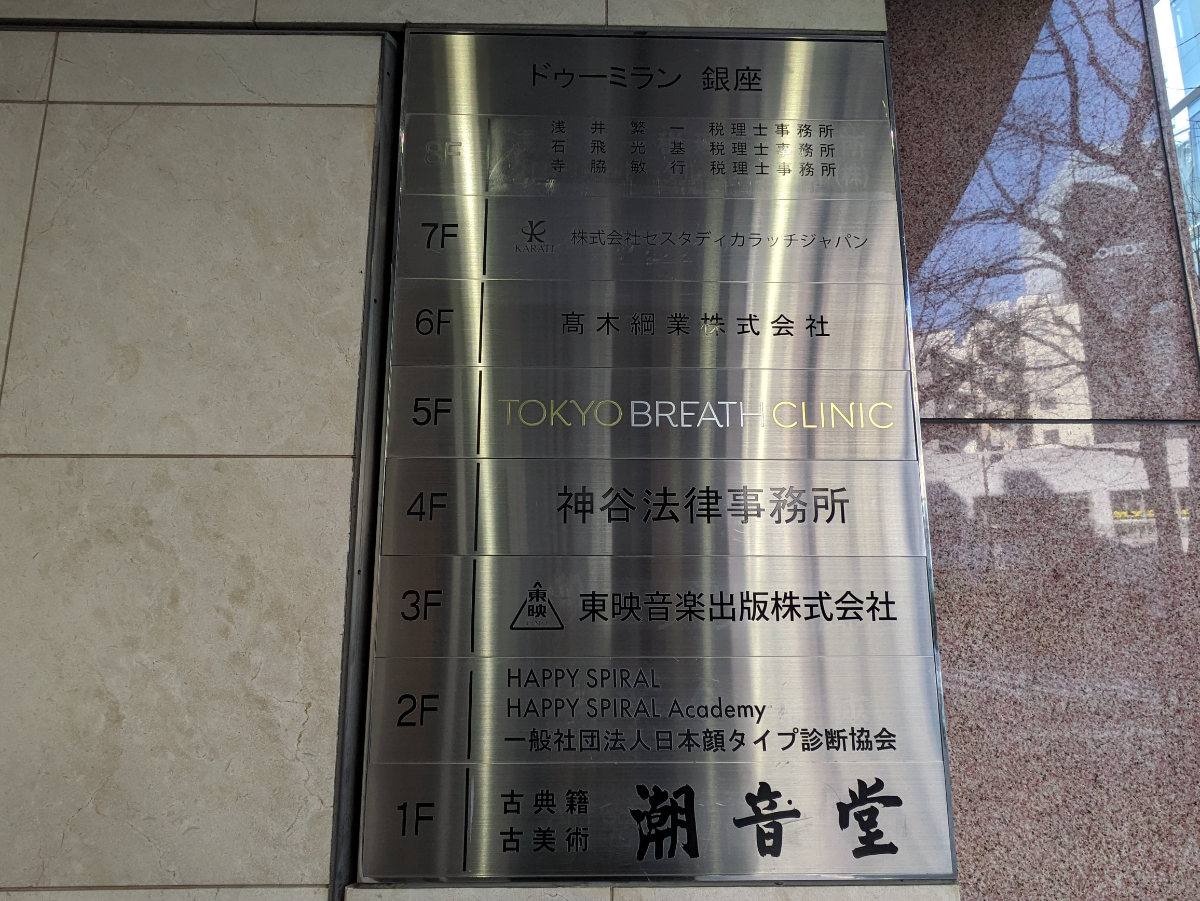 ドゥーミラン 銀座
8F
浅井繁一 税理士事務所
石飛光基 税理士事務所
寺脇敏行 税理士事務所
7F
KARATI 株式会社セスタディカラッチジャパン
6F
髙木綱業株式会社
5F
TOKYO BREATH CLINIC
4F
神谷法律事務所
3F
東映
東映音楽出版株式会社
2F
HAPPY SPIRAL
HAPPY SPIRAL Academy
一般社団法人日本顔タイプ診断協会
1F
古典籍
古美術
潮音堂